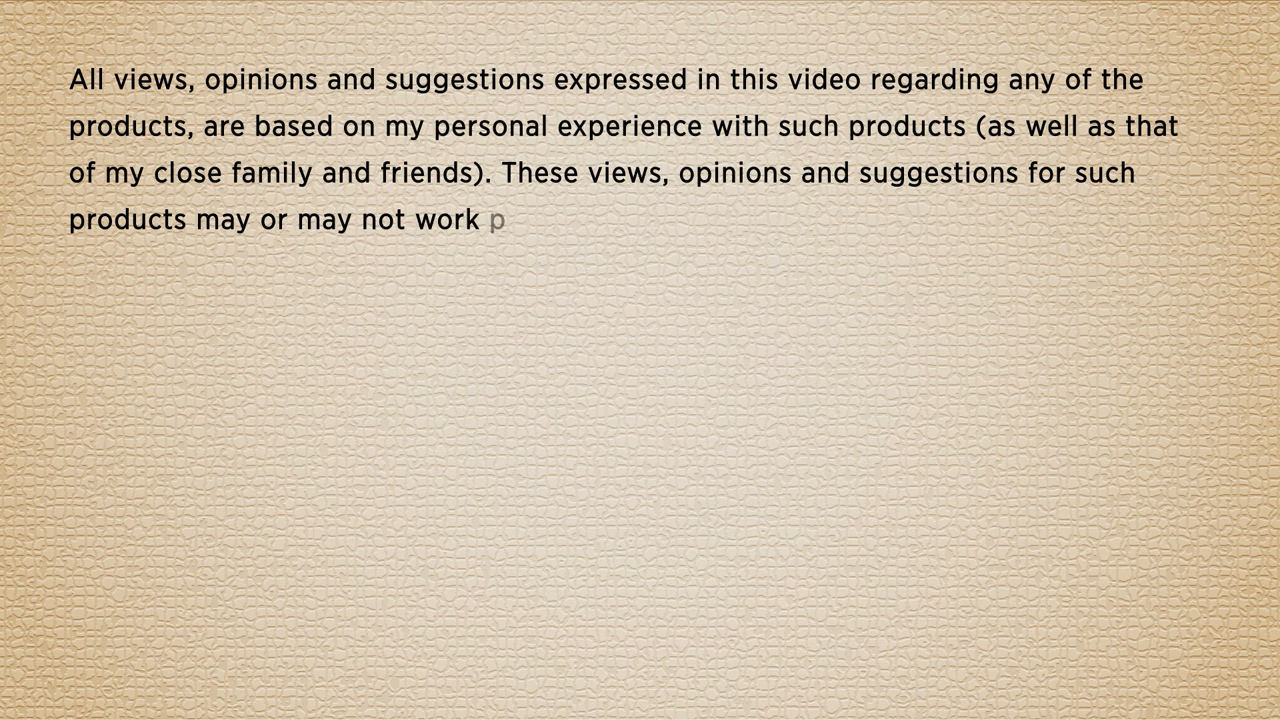 All views, opinions and suggestions expressed in this video regarding any of the
products, are based on my personal experience with such products (as well as that
of my close family and friends). These views, opinions and suggestions for such
products may or may not work p